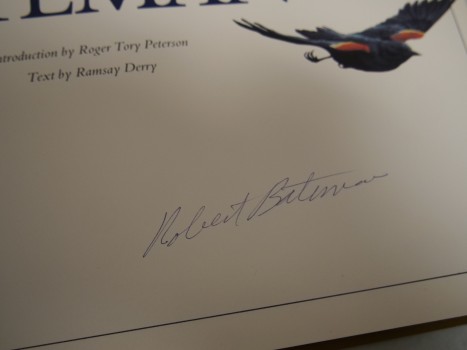 ntroduction by Roger Tory Peterson
Text by Ramsay Derry
Robert Bateman